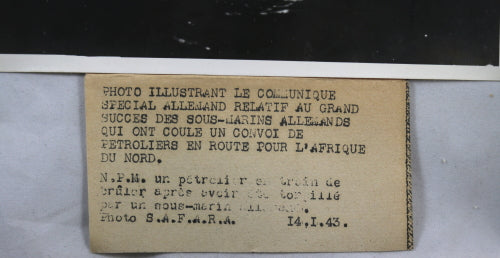 PHOTO ILLUSTRANT LE COMMUNIQUE
SPECIAL ALLEMAND RELATIF AU GRAND
SUCCES DES SOUS-MARINS ALLEMANDS
QUI ONT COULE UN CONVOI DE
PETROLIERS EN ROUTE POUR L'AFRIQUE
DU NORD.
N.P.M. un pétrolier en train de
brûler après avoir été torpillé
par un sous-marin allemand.
Photo S.A.F.A.R.A. 14.I.43.